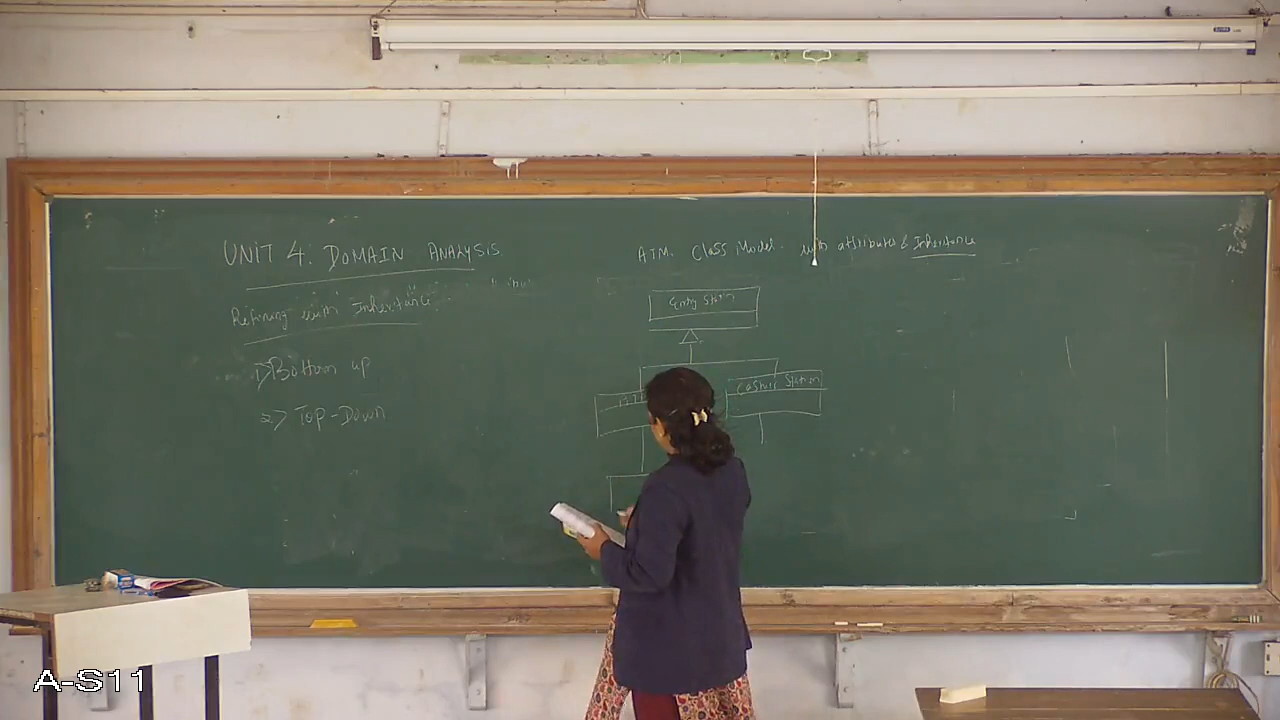 UNIT 4: DOMAIN ANALYSIS
Refining with Inheritance
1) Bottom up
2) Top-Down
ATM Class Model with attributes & Inheritance
Entry Station
Cashier Station
A-S11